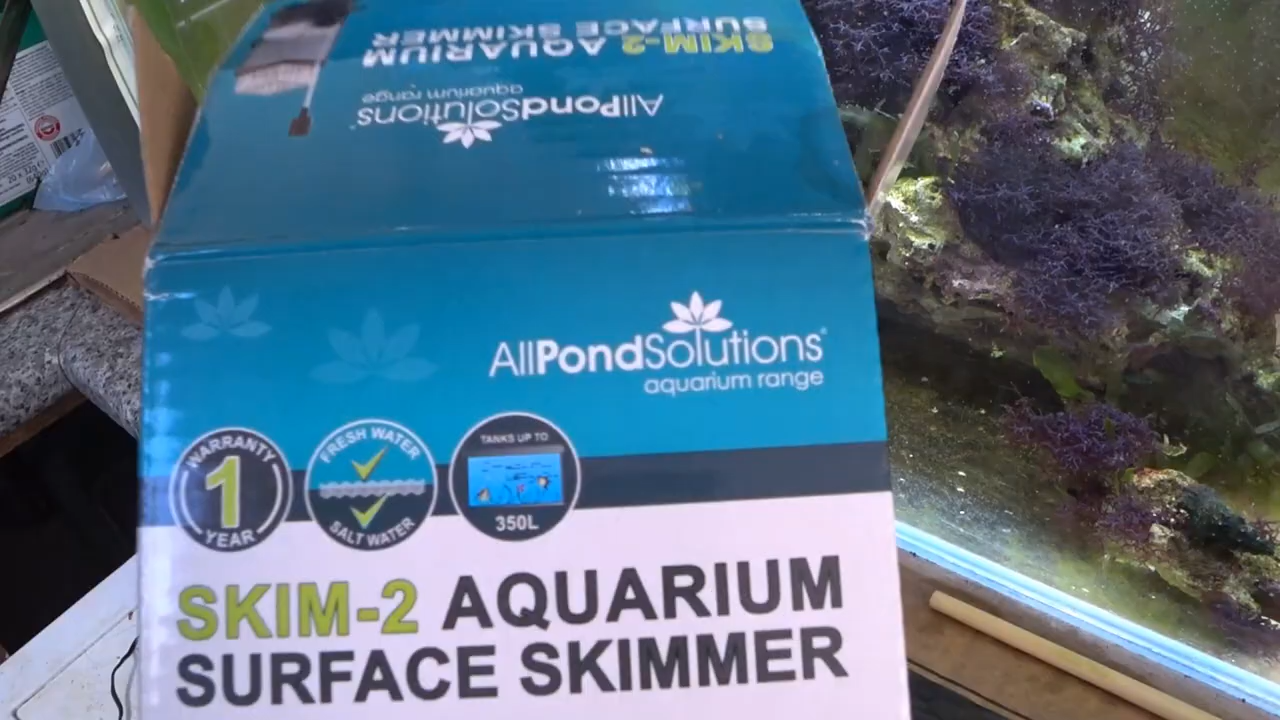 SKIM-2 AQUARIUM
SURFACE SKIMMER
AllPondSolutions
aquarium range
AllPondSolutions
aquarium range
WARRANTY
1
YEAR
FRESH WATER
SALT WATER
TANKS UP TO
350L
SKIM-2 AQUARIUM
SURFACE SKIMMER